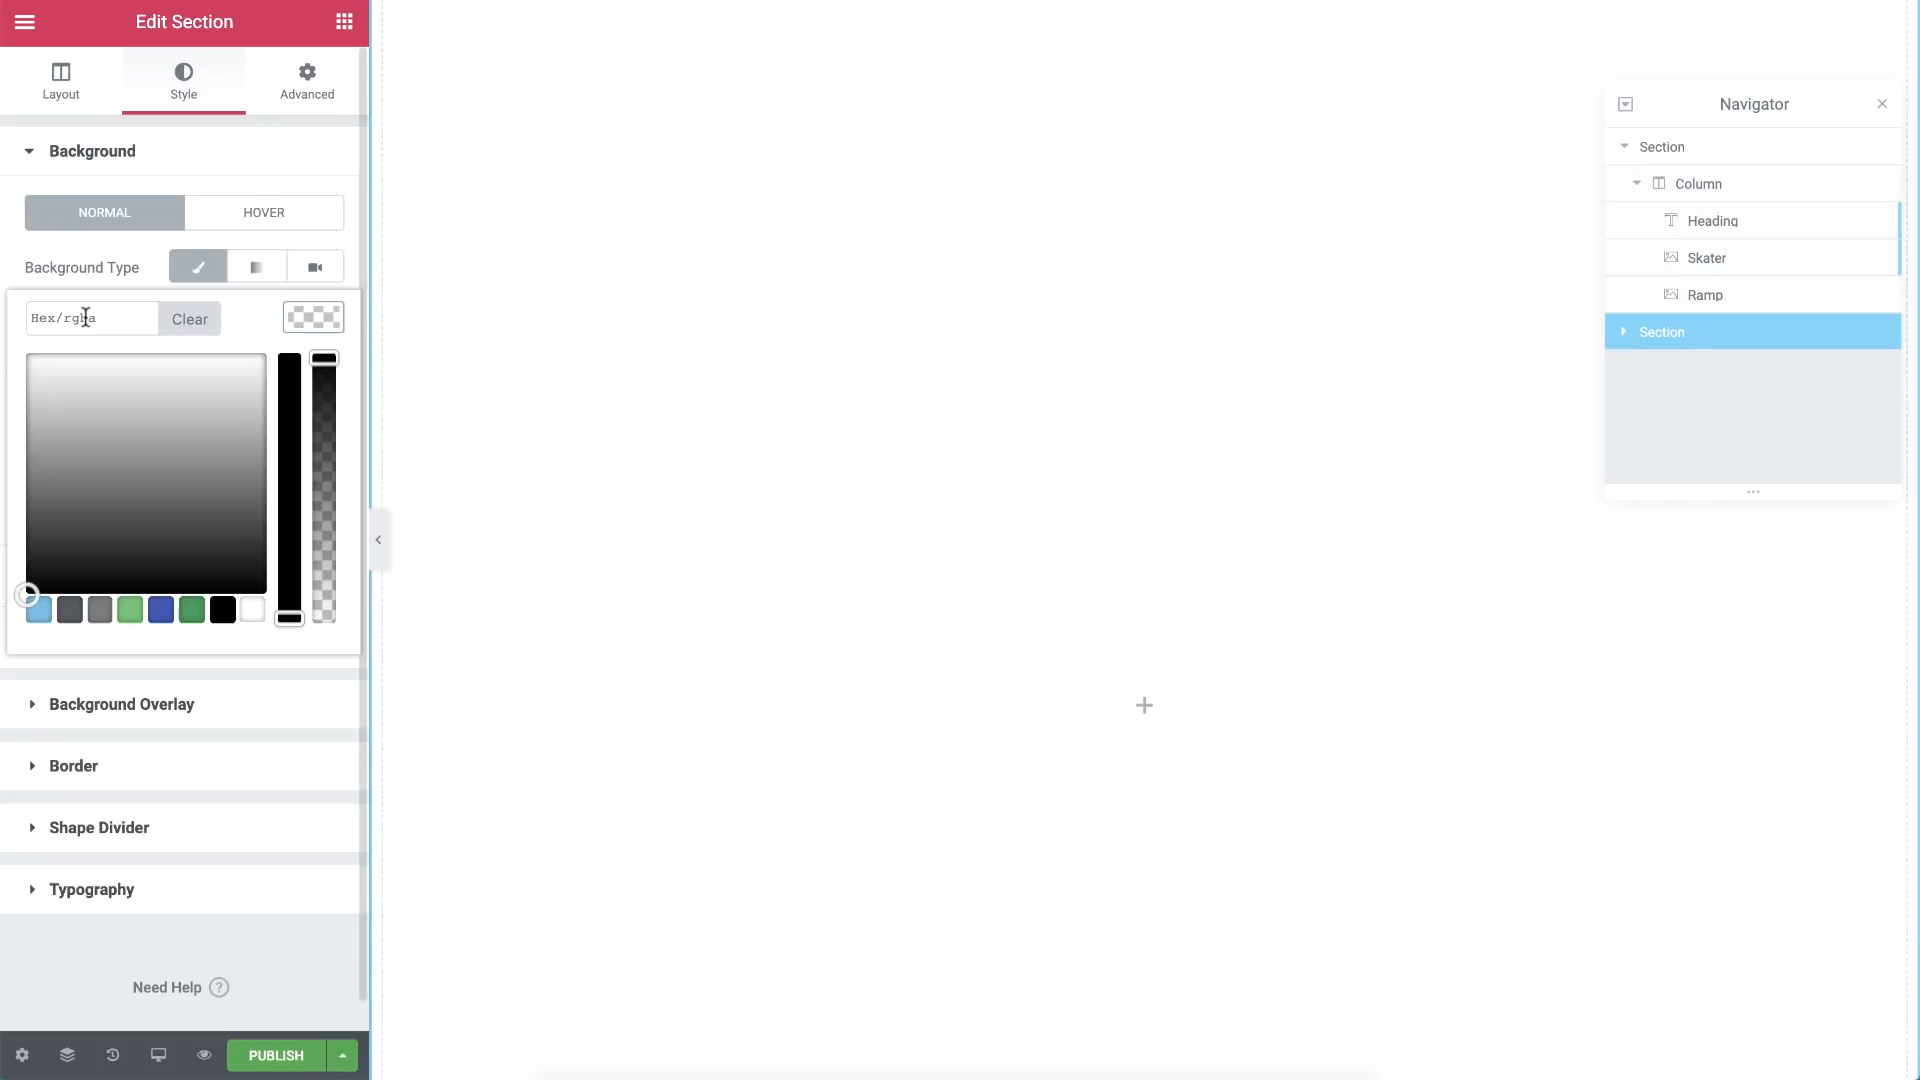 Edit Section
Layout
Style
Advanced
Background
NORMAL
HOVER
Background Type
Hex/rgba
Clear
Background Overlay
Border
Shape Divider
Typography
Need Help ?
PUBLISH
Navigator
Section
Column
Heading
Skater
Ramp
Section